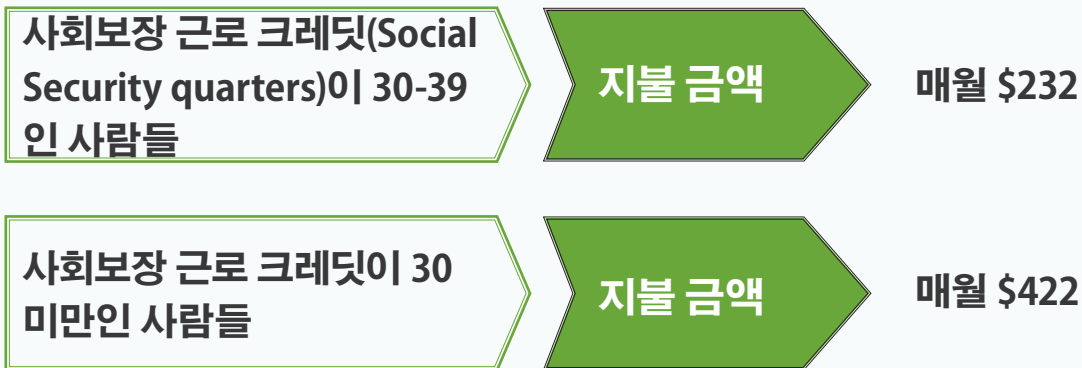 사회보장 근로 크레딧(Social
Security quarters)이 30-39
인 사람들
지불 금액
매월 $232
사회보장 근로 크레딧이 30
미만인 사람들
지불 금액
매월 $422